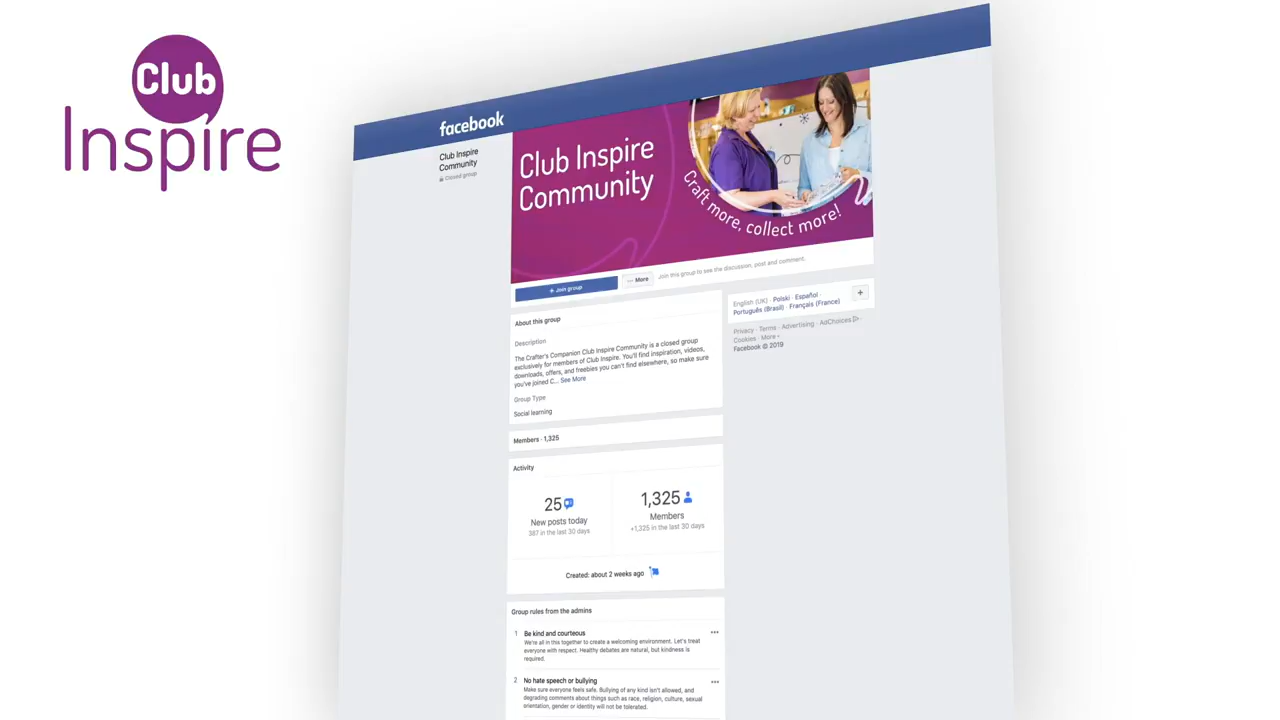 Club
Inspire
facebook
Club Inspire
Community
Closed group
Club Inspire
Community
Craft more, collect more!
+ Join group
··· More
Join this group to see the discussion, post and comment.
About this group
Description
The Crafter's Companion Club Inspire Community is a closed group
exclusively for members of Club Inspire. You'll find inspiration, videos,
downloads, offers, and freebies you can't find elsewhere, so make sure
you've joined C... See More
Group Type
Social learning
Members · 1,325
Activity
25
New posts today
387 in the last 30 days
1,325
Members
+1,325 in the last 30 days
Created: about 2 weeks ago
Group rules from the admins
1 Be kind and courteous
We're all in this together to create a welcoming environment. Let's treat
everyone with respect. Healthy debates are natural, but kindness is
required.
2 No hate speech or bullying
Make sure everyone feels safe. Bullying of any kind isn't allowed, and
degrading comments about things such as race, religion, culture, sexual
orientation, gender or identity will not be tolerated.
English (UK) · Polski · Español ·
Português (Brasil) · Français (France)
+
Privacy · Terms · Advertising · AdChoices ·
Cookies · More
Facebook © 2019